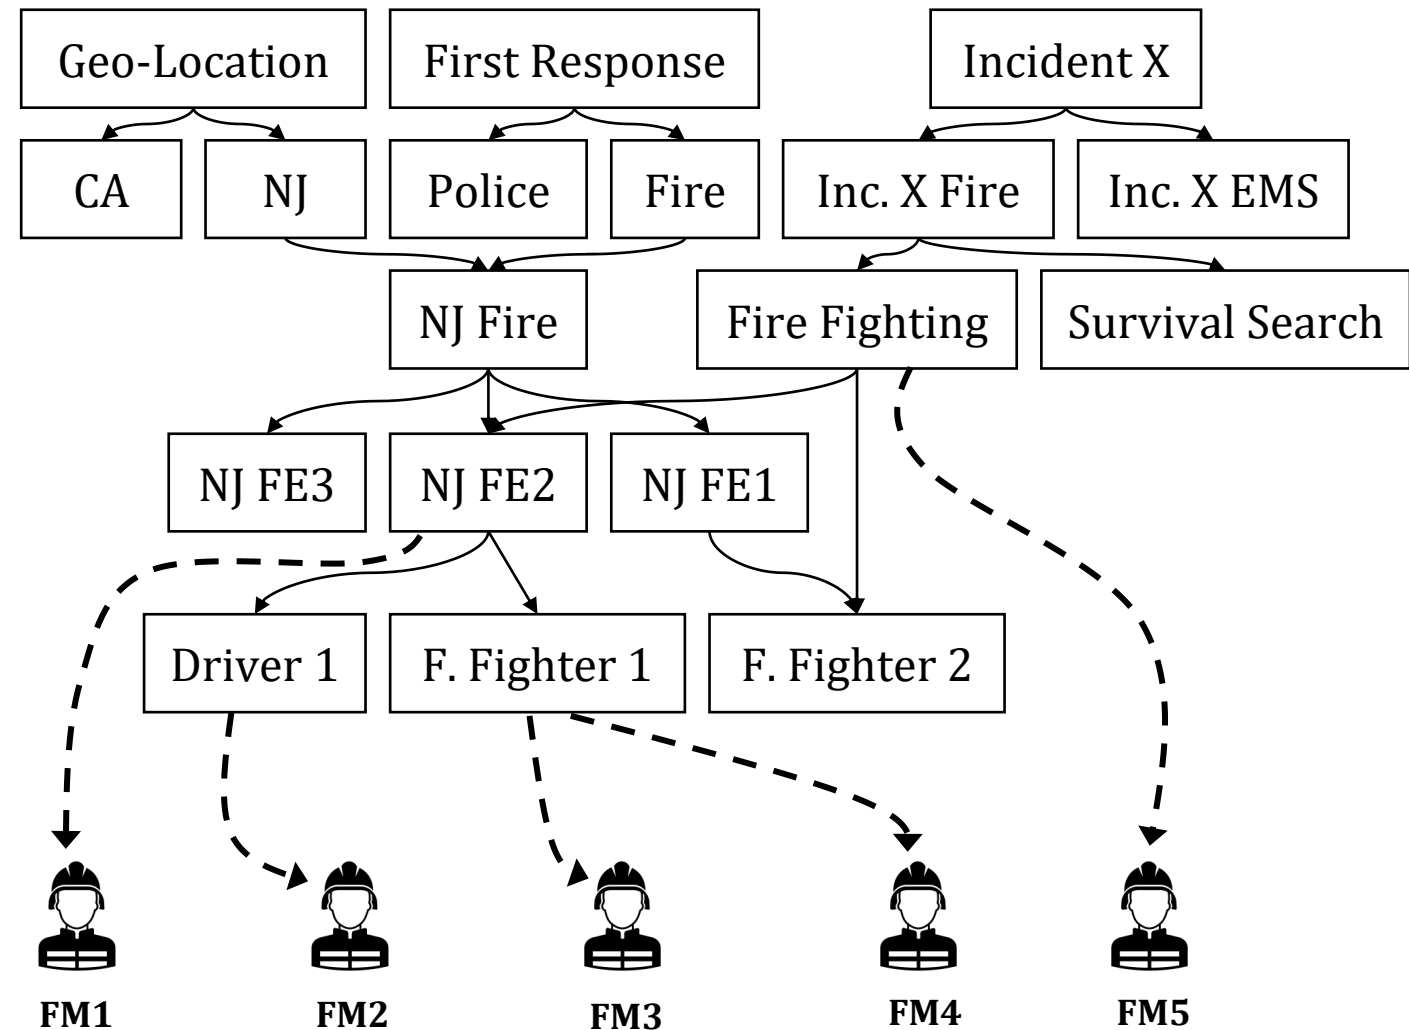 Geo-Location
First Response
Incident X
CA
NJ
Police
Fire
Inc. X Fire
Inc. X EMS
NJ Fire
Fire Fighting
Survival Search
NJ FE3
NJ FE2
NJ FE1
Driver 1
F. Fighter 1
F. Fighter 2
FM1
FM2
FM3
FM4
FM5